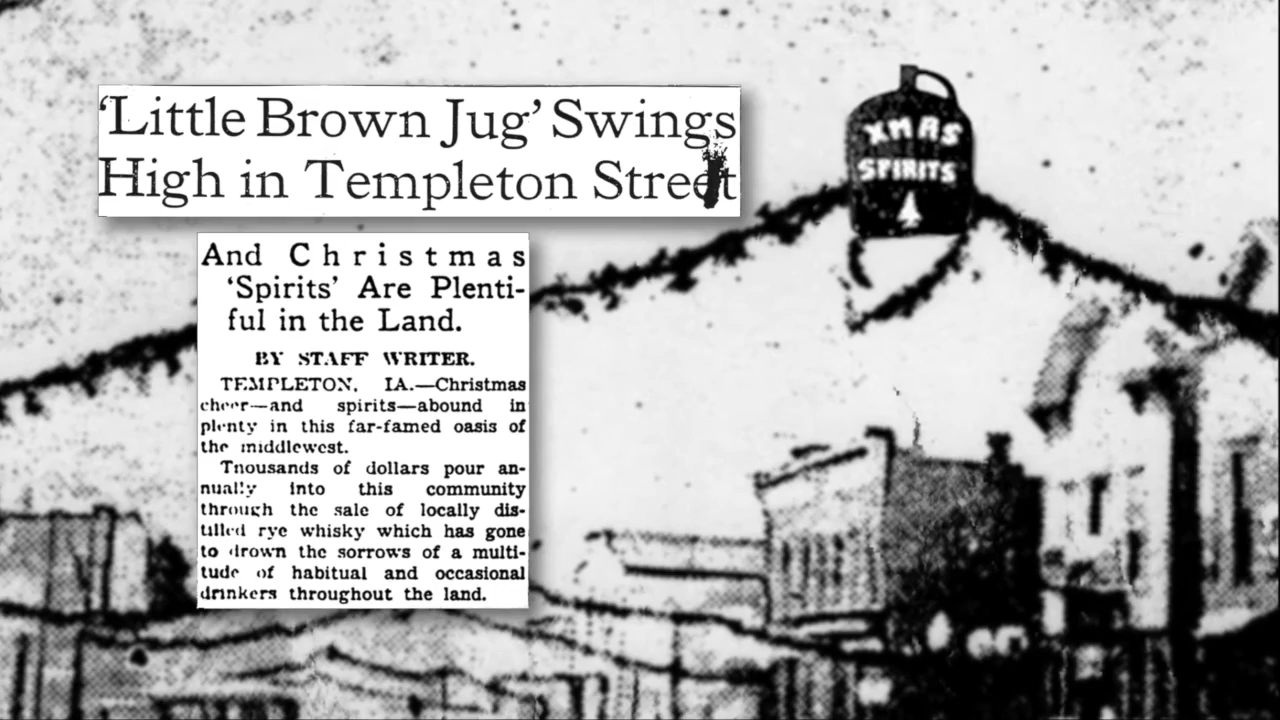 ‘Little Brown Jug’ Swings
High in Templeton Street
And Christmas
‘Spirits’ Are Plenti-
ful in the Land.
BY STAFF WRITER.
TEMPLETON, IA.—Christmas
cheer—and spirits—abound in
plenty in this far-famed oasis of
the middlewest.
Tnousands of dollars pour an-
nually into this community
through the sale of locally dis-
tilled rye whisky which has gone
to drown the sorrows of a multi-
tude of habitual and occasional
drinkers throughout the land.
XMAS
SPIRITS